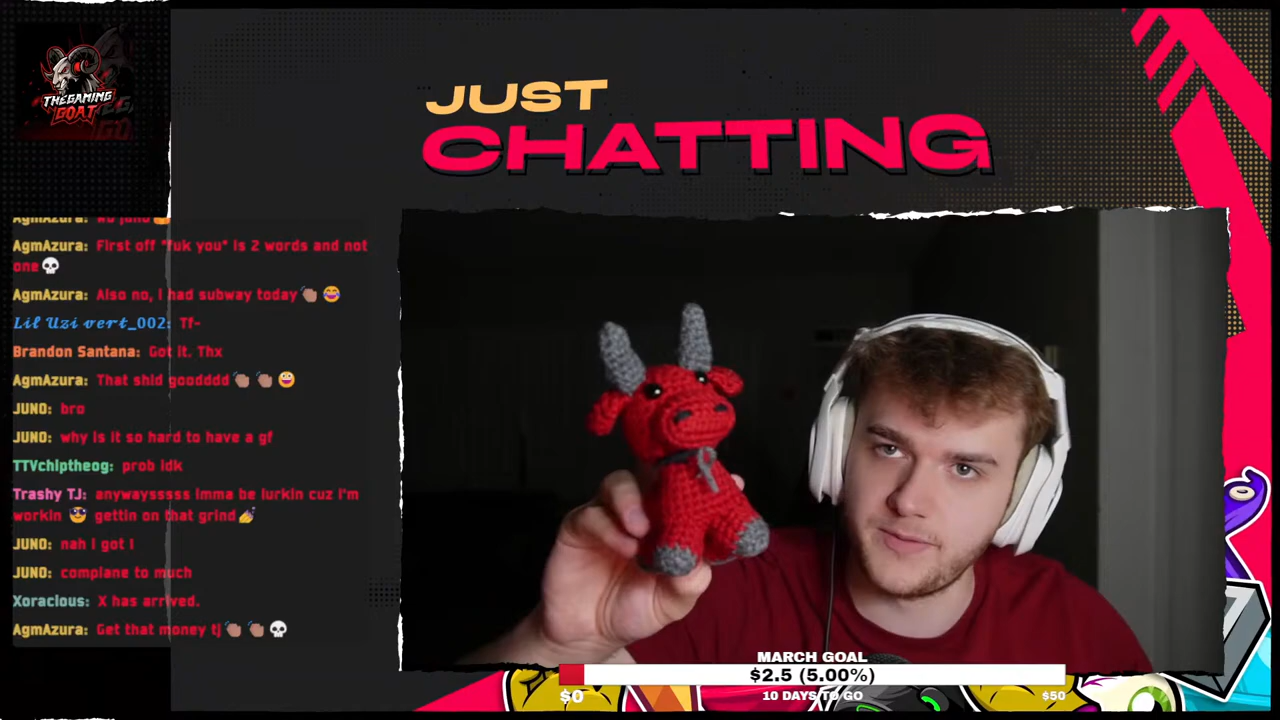 THEGAMING
GOAT
JUST
CHATTING
AgmAzura:
AgmAzura: First off *fuk you* is 2 words and not
one💀
AgmAzura: Also no, I had subway today👏🏽😂
𝓛𝓲𝓵 𝓤𝔃𝓲 𝓿𝓮𝓻𝓽_002: Tf-
Brandon Santana: Got it. Thx
AgmAzura: That shid goodddd👏🏽👏🏽🤪
JUNO: bro
JUNO: why is it so hard to have a gf
TTVchiptheog: prob idk
Trashy TJ: anywaysssss imma be lurkin cuz i'm
workin 😎 gettin on that grind💅
JUNO: nah i got i
JUNO: complane to much
Xoracious: X has arrived.
AgmAzura: Get that money tj👏🏽👏🏽💀
MARCH GOAL
$2.5 (5.00%)
$0 10 DAYS TO GO $50